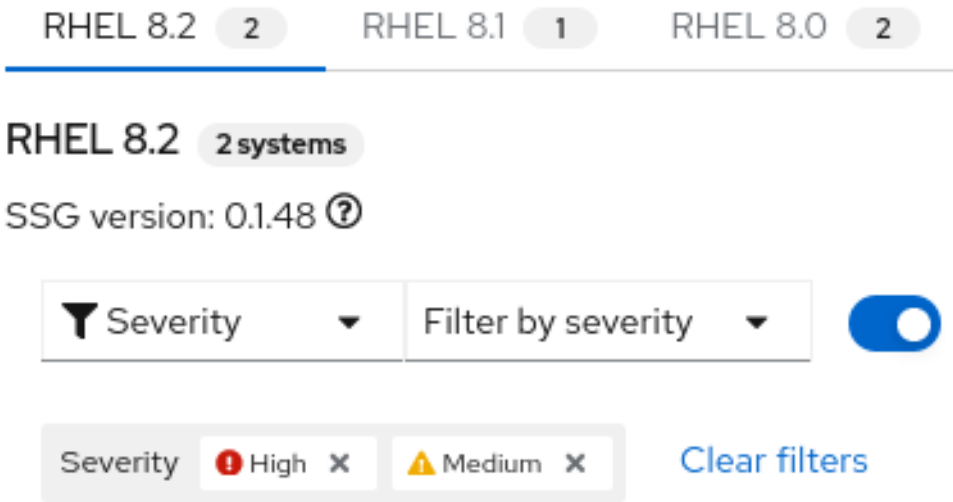 RHEL 8.2 2 RHEL 8.1 1 RHEL 8.0 2
RHEL 8.2 2 systems
SSG version: 0.1.48
Severity Filter by severity
Severity High Medium Clear filters